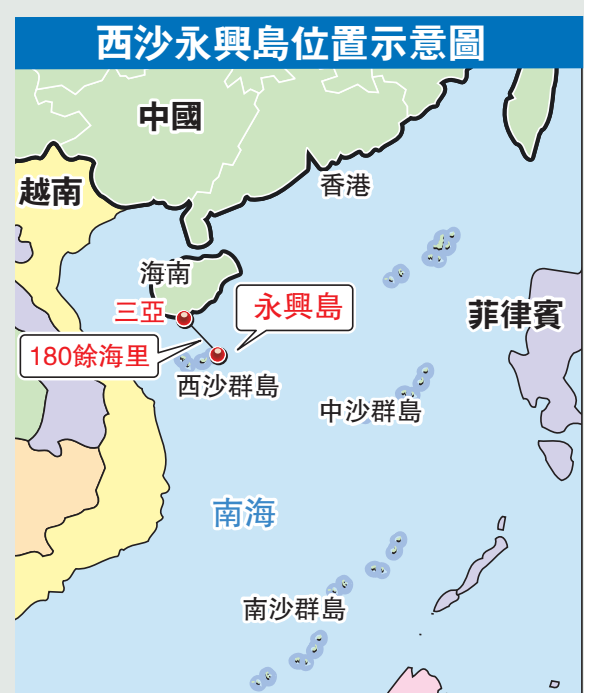 西沙永興島位置示意圖
中國
越南
香港
海南
三亞
永興島
菲律賓
180餘海里
西沙群島
中沙群島
南海
南沙群島